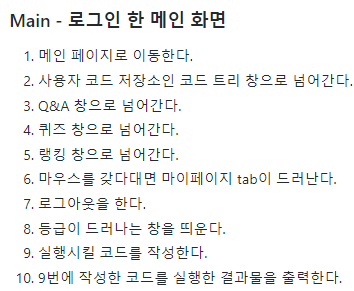 Main - 로그인 한 메인 화면
1. 메인 페이지로 이동한다.
2. 사용자 코드 저장소인 코드 트리 창으로 넘어간다.
3. Q&A 창으로 넘어간다.
4. 퀴즈 창으로 넘어간다.
5. 랭킹 창으로 넘어간다.
6. 마우스를 갖다대면 마이페이지 tab이 드러난다.
7. 로그아웃을 한다.
8. 등급이 드러나는 창을 띄운다.
9. 실행시킬 코드를 작성한다.
10. 9번에 작성한 코드를 실행한 결과물을 출력한다.